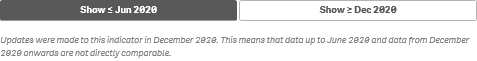 Show ≤ Jun 2020
Show ≥ Dec 2020
Updates were made to this indicator in December 2020. This means that data up to June 2020 and data from December
2020 onwards are not directly comparable.